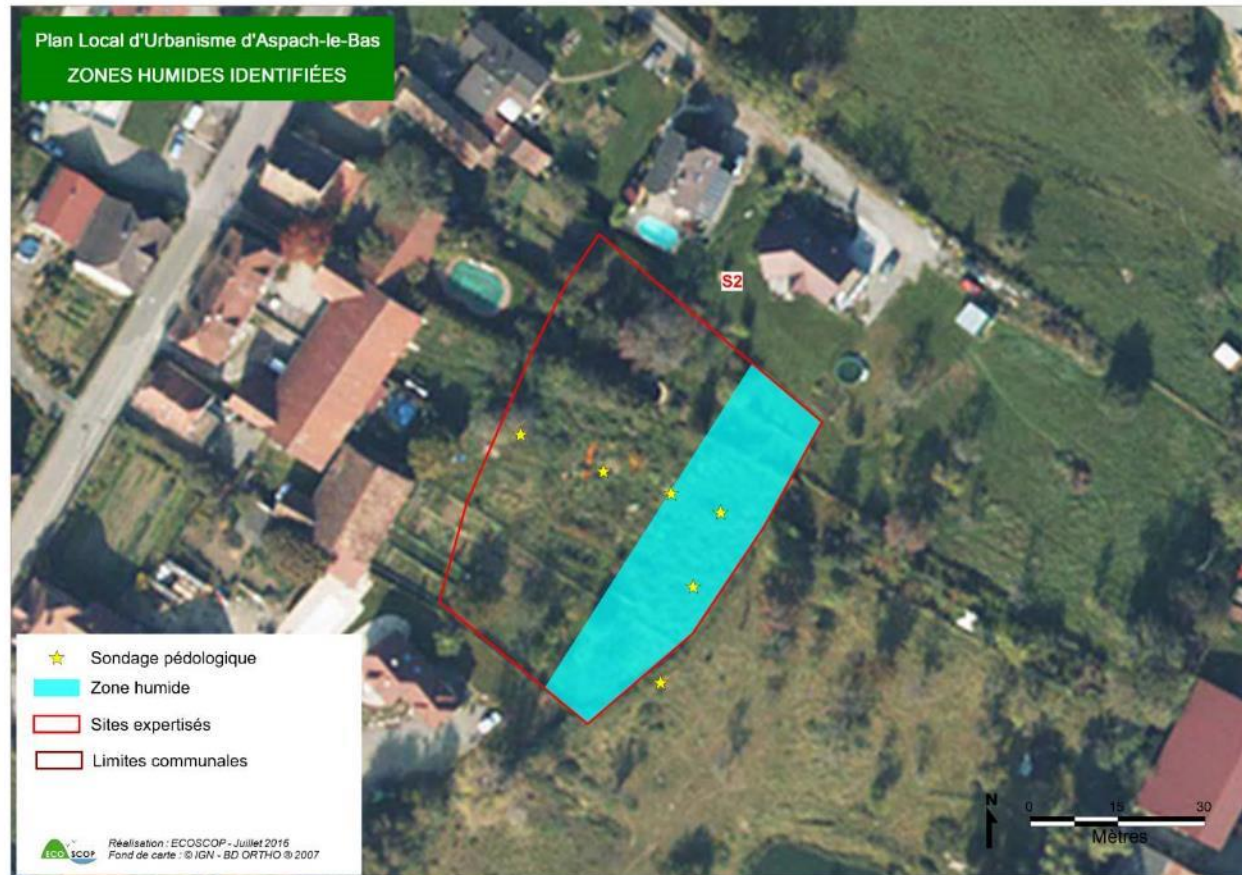 Plan Local d'Urbanisme d'Aspach-le-Bas
ZONES HUMIDES IDENTIFIÉES
S2
Sondage pédologique
Zone humide
Sites expertisés
Limites communales
ECO SCOP
Réalisation : ECOSCOP - Juillet 2016
Fond de carte : © IGN - BD ORTHO ® 2007
N
0 15 30
Mètres